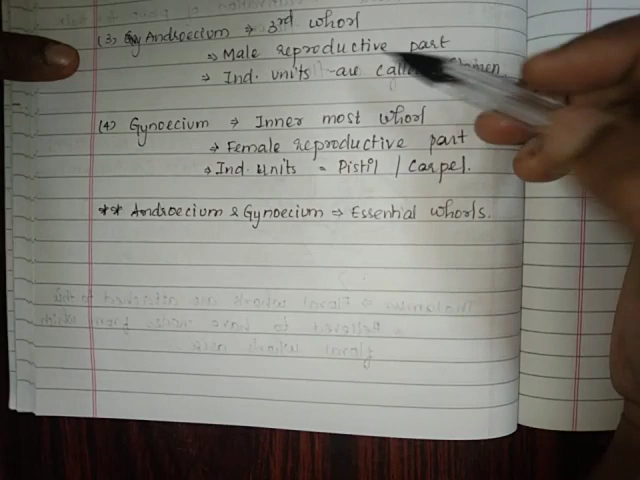 (3) Androecium ⇒ 3rd whorl
⇒ Male reproductive part
⇒ Ind. units are called
(4) Gynoecium ⇒ Inner most whorl
⇒ Female reproductive part
⇒ Ind. units = Pistil / Carpel.
** Androecium & Gynoecium ⇒ Essential whorls.